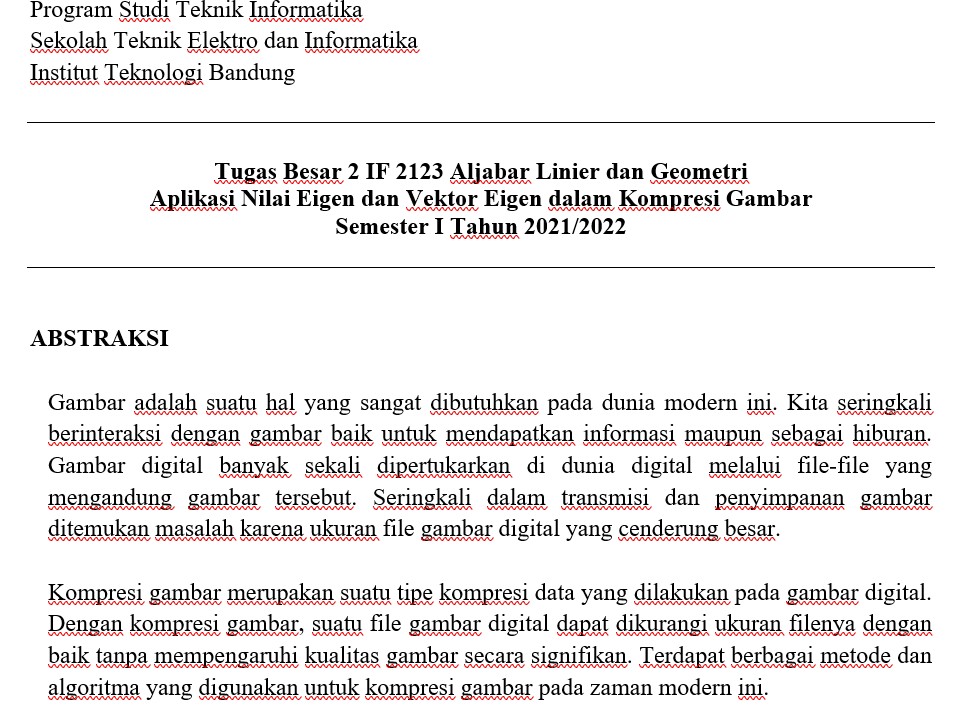 Program Studi Teknik Informatika
Sekolah Teknik Elektro dan Informatika
Institut Teknologi Bandung
Tugas Besar 2 IF 2123 Aljabar Linier dan Geometri
Aplikasi Nilai Eigen dan Vektor Eigen dalam Kompresi Gambar
Semester I Tahun 2021/2022
ABSTRAKSI
Gambar adalah suatu hal yang sangat dibutuhkan pada dunia modern ini. Kita seringkali
berinteraksi dengan gambar baik untuk mendapatkan informasi maupun sebagai hiburan.
Gambar digital banyak sekali dipertukarkan di dunia digital melalui file-file yang
mengandung gambar tersebut. Seringkali dalam transmisi dan penyimpanan gambar
ditemukan masalah karena ukuran file gambar digital yang cenderung besar.
Kompresi gambar merupakan suatu tipe kompresi data yang dilakukan pada gambar digital.
Dengan kompresi gambar, suatu file gambar digital dapat dikurangi ukuran filenya dengan
baik tanpa mempengaruhi kualitas gambar secara signifikan. Terdapat berbagai metode dan
algoritma yang digunakan untuk kompresi gambar pada zaman modern ini.